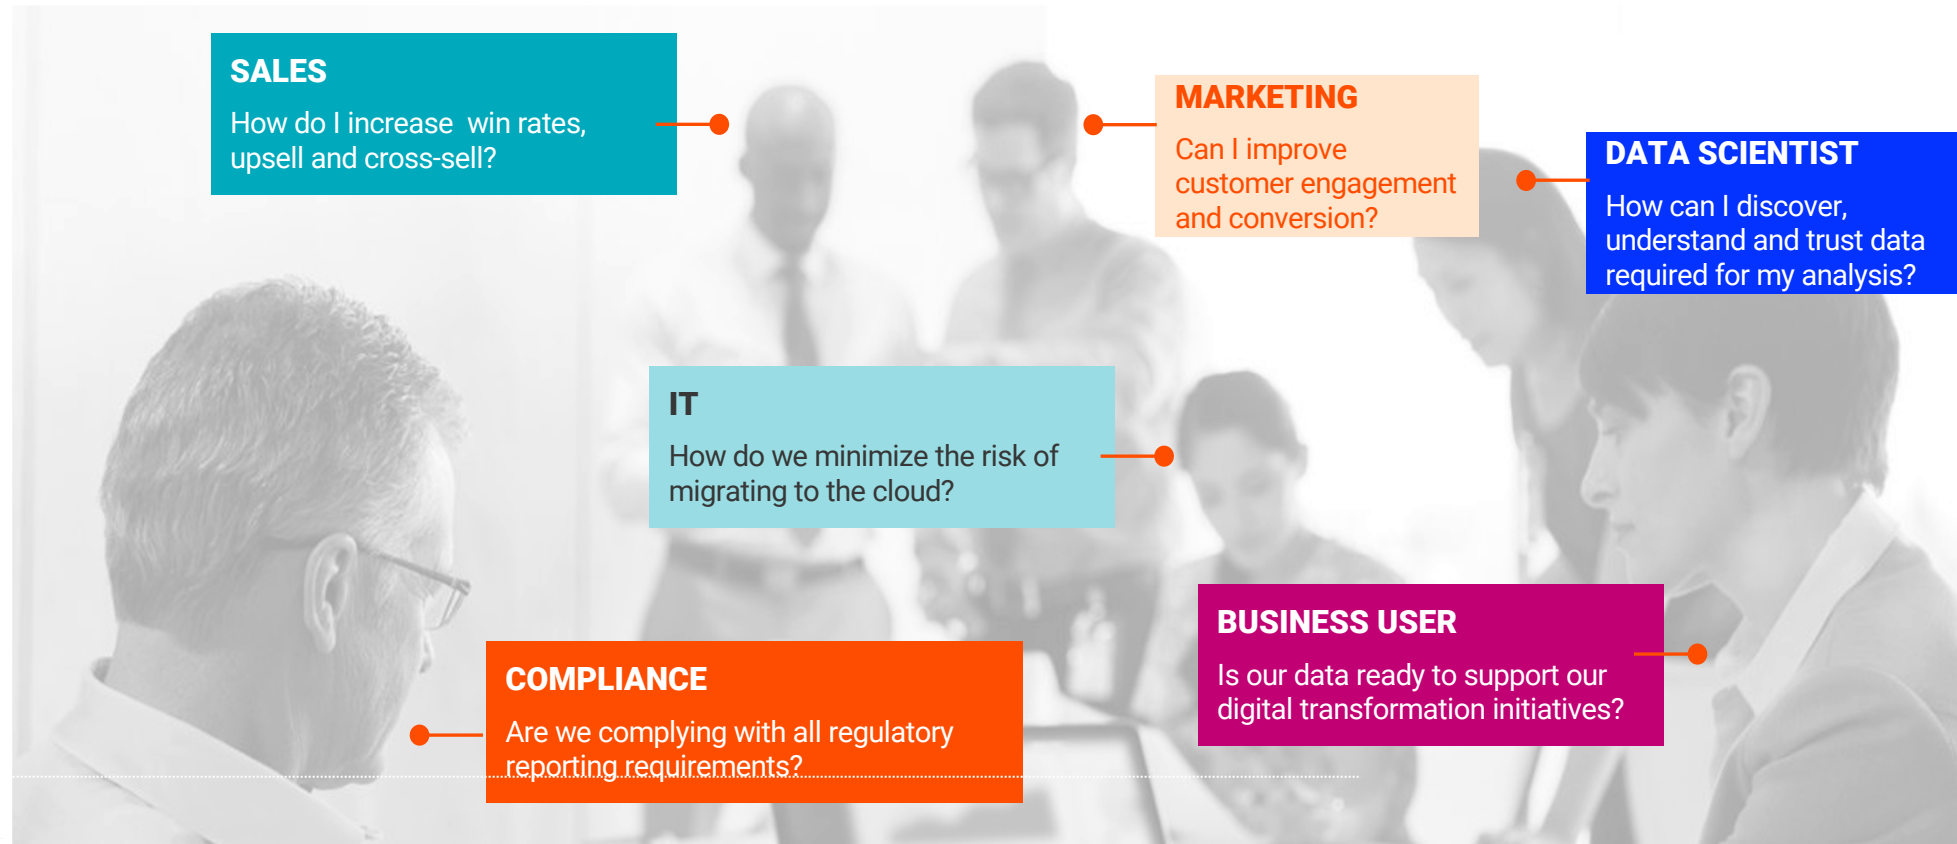 SALES
How do I increase  win rates,
upsell and cross-sell?
MARKETING
Can I improve
customer engagement
and conversion?
DATA SCIENTIST
How can I discover,
understand and trust data
required for my analysis?
IT
How do we minimize the risk of
migrating to the cloud?
BUSINESS USER
Is our data ready to support our
digital transformation initiatives?
COMPLIANCE
Are we complying with all regulatory
reporting requirements?